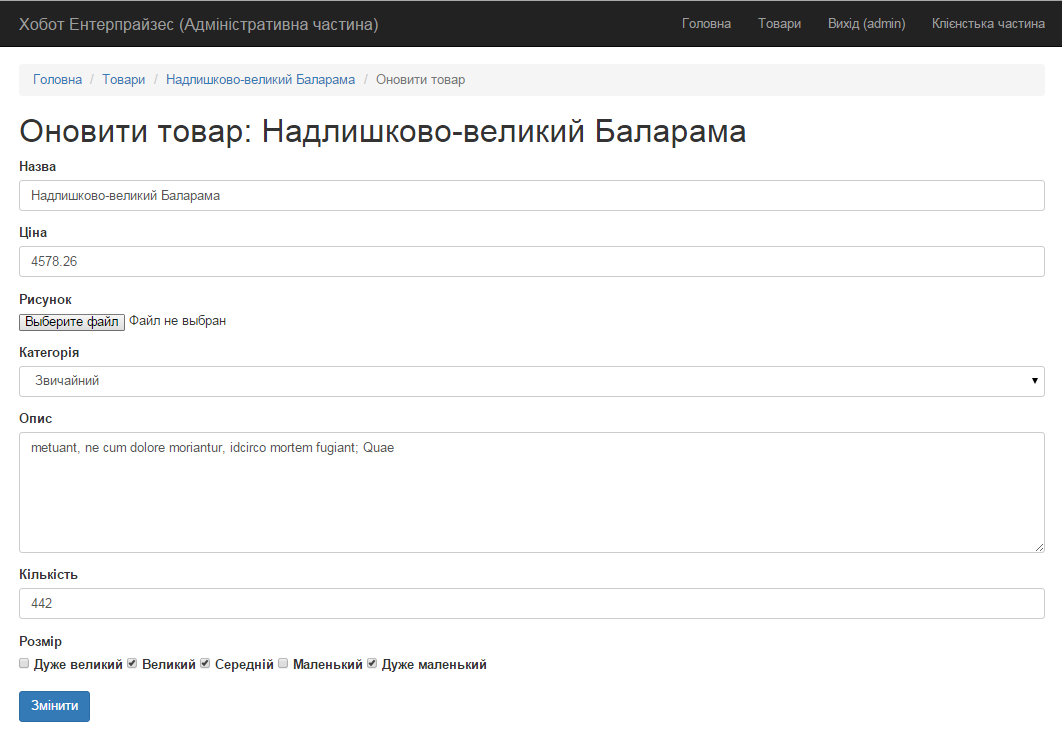 Хобот Ентерпрайзес (Адміністративна частина) Головна Товари Вихід (admin) Клієнстька частина
Головна / Товари / Надлишково-великий Баларама / Оновити товар
Оновити товар: Надлишково-великий Баларама
Назва
Надлишково-великий Баларама
Ціна
4578.26
Рисунок
Выберите файл Файл не выбран
Категорія
Звичайний
Опис
metuant, ne cum dolore moriantur, idcirco mortem fugiant; Quae
Кількість
442
Розмір
Дуже великий Великий Середній Маленький Дуже маленький
Змінити